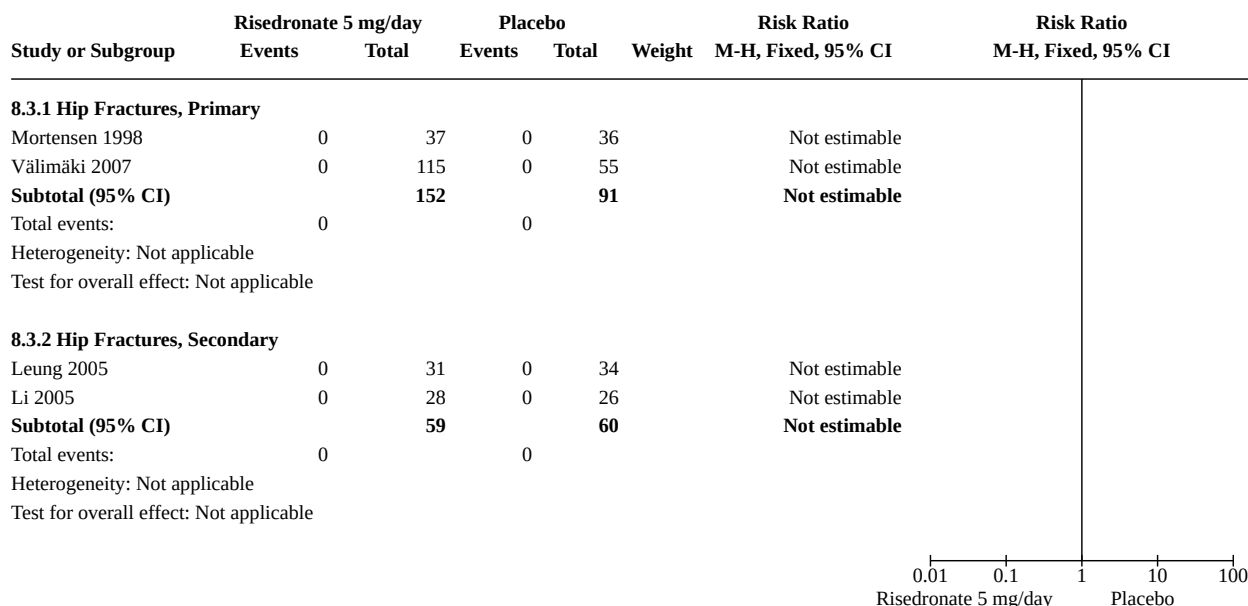 Risedronate 5 mg/day Placebo Risk Ratio Risk Ratio
Study or Subgroup Events Total Events Total Weight M-H, Fixed, 95% CI M-H, Fixed, 95% CI
8.3.1 Hip Fractures, Primary
Mortensen 1998 0 37 0 36 Not estimable
Välimäki 2007 0 115 0 55 Not estimable
Subtotal (95% CI) 152 91 Not estimable
Total events: 0 0
Heterogeneity: Not applicable
Test for overall effect: Not applicable
8.3.2 Hip Fractures, Secondary
Leung 2005 0 31 0 34 Not estimable
Li 2005 0 28 0 26 Not estimable
Subtotal (95% CI) 59 60 Not estimable
Total events: 0 0
Heterogeneity: Not applicable
Test for overall effect: Not applicable
0.01 0.1 1 10 100
Risedronate 5 mg/day Placebo